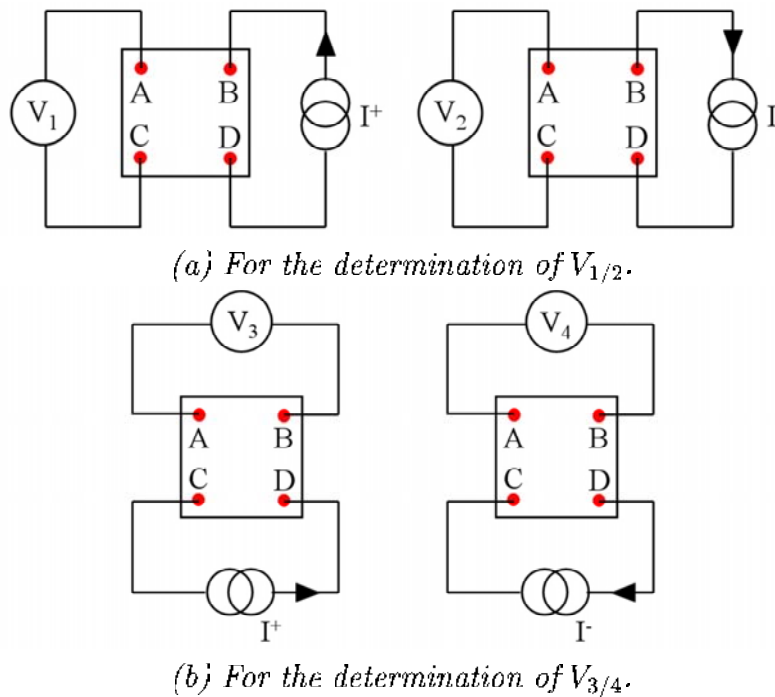 V₁ A B I⁺ V₂ A B I
C D C D
(a) For the determination of V₁/₂.
V₃ V₄
A B A B
C D C D
I⁺ I⁻
(b) For the determination of V₃/₄.